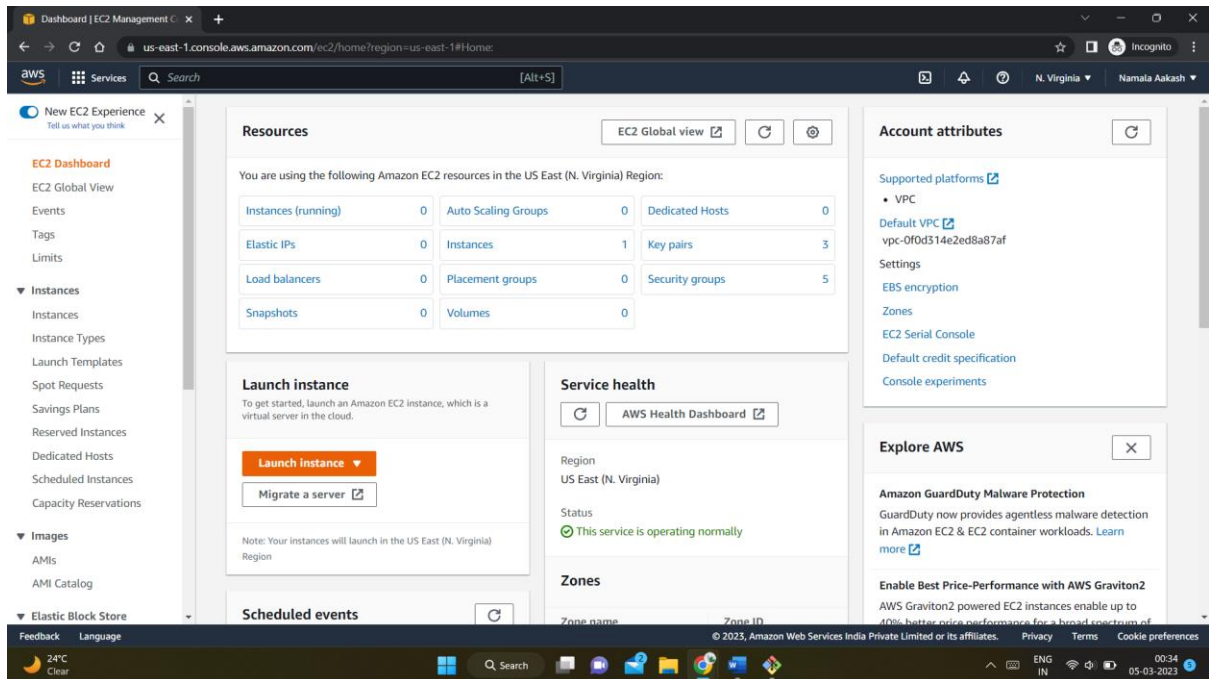 Dashboard | EC2 Management C
us-east-1.console.aws.amazon.com/ec2/home?region=us-east-1#Home:
Incognito
aws
Services
Search
[Alt+S]
N. Virginia
Namala Aakash
New EC2 Experience
Tell us what you think
EC2 Dashboard
EC2 Global View
Events
Tags
Limits
Instances
Instances
Instance Types
Launch Templates
Spot Requests
Savings Plans
Reserved Instances
Dedicated Hosts
Scheduled Instances
Capacity Reservations
Images
AMIs
AMI Catalog
Elastic Block Store
Resources
EC2 Global view
You are using the following Amazon EC2 resources in the US East (N. Virginia) Region:
Instances (running) 0 Auto Scaling Groups 0 Dedicated Hosts 0
Elastic IPs 0 Instances 1 Key pairs 3
Load balancers 0 Placement groups 0 Security groups 5
Snapshots 0 Volumes 0
Launch instance
To get started, launch an Amazon EC2 instance, which is a
virtual server in the cloud.
Launch instance
Migrate a server
Note: Your instances will launch in the US East (N. Virginia)
Region
Scheduled events
Service health
AWS Health Dashboard
Region
US East (N. Virginia)
Status
This service is operating normally
Zones
Zone name Zone ID
Account attributes
Supported platforms
• VPC
Default VPC
vpc-0f0d314e2ed8a87af
Settings
EBS encryption
Zones
EC2 Serial Console
Default credit specification
Console experiments
Explore AWS
Amazon GuardDuty Malware Protection
GuardDuty now provides agentless malware detection
in Amazon EC2 & EC2 container workloads. Learn
more
Enable Best Price-Performance with AWS Graviton2
AWS Graviton2 powered EC2 instances enable up to
40% better price performance for a broad spectrum of
Feedback Language
© 2023, Amazon Web Services India Private Limited or its affiliates. Privacy Terms Cookie preferences
24°C
Clear
Search
ENG
IN
00:34
05-03-2023